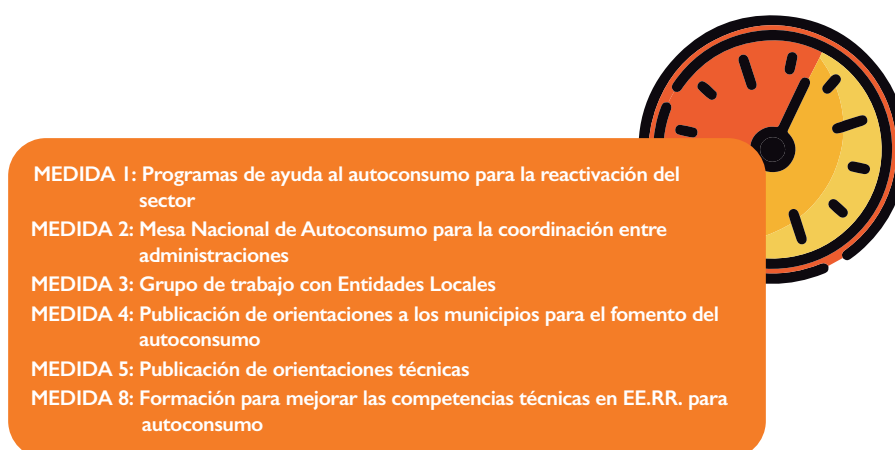 MEDIDA 1: Programas de ayuda al autoconsumo para la reactivación del
sector
MEDIDA 2: Mesa Nacional de Autoconsumo para la coordinación entre
administraciones
MEDIDA 3: Grupo de trabajo con Entidades Locales
MEDIDA 4: Publicación de orientaciones a los municipios para el fomento del
autoconsumo
MEDIDA 5: Publicación de orientaciones técnicas
MEDIDA 8: Formación para mejorar las competencias técnicas en EE.RR. para
autoconsumo